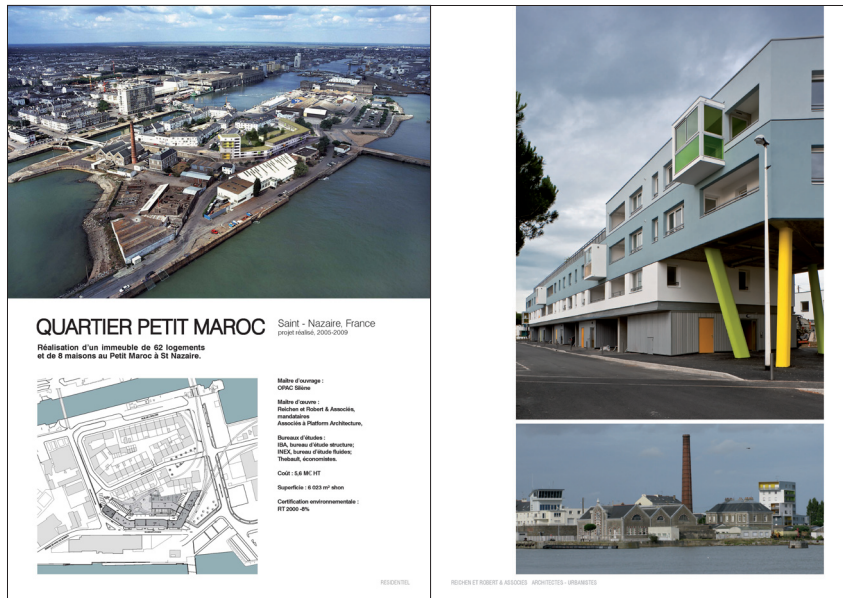 QUARTIER PETIT MAROC
Saint - Nazaire, France
projet réalisé, 2005-2009
Réalisation d'un immeuble de 62 logements
et de 8 maisons au Petit Maroc à St Nazaire.
Maître d'ouvrage :
OPAC Silène
Maître d'œuvre :
Reichen et Robert & Associés,
mandataires
Associés à Platform Architecture,
Bureaux d'études :
IBA, bureau d'étude structure;
INEX, bureau d'étude fluides;
Thebault, économistes.
Coût : 5,6 M€ HT
Superficie : 6 023 m² shon
Certification environnementale :
RT 2000 -8%
RESIDENTIEL
REICHEN ET ROBERT & ASSOCIES ARCHITECTES - URBANISTES